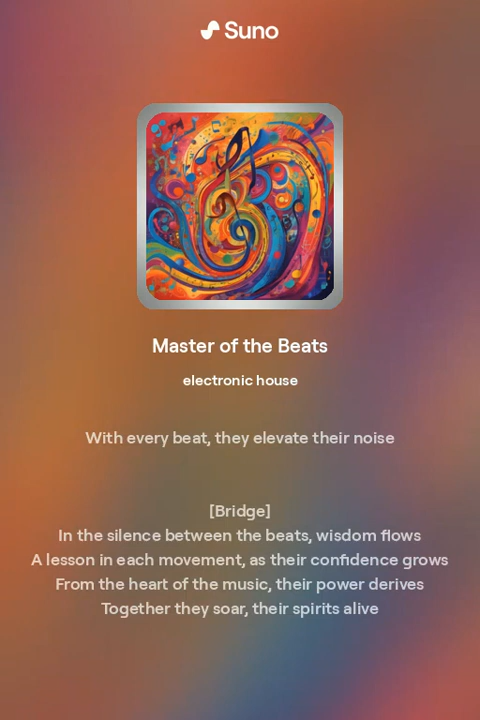 Suno
Master of the Beats
electronic house
With every beat, they elevate their noise
[Bridge]
In the silence between the beats, wisdom flows
A lesson in each movement, as their confidence grows
From the heart of the music, their power derives
Together they soar, their spirits alive